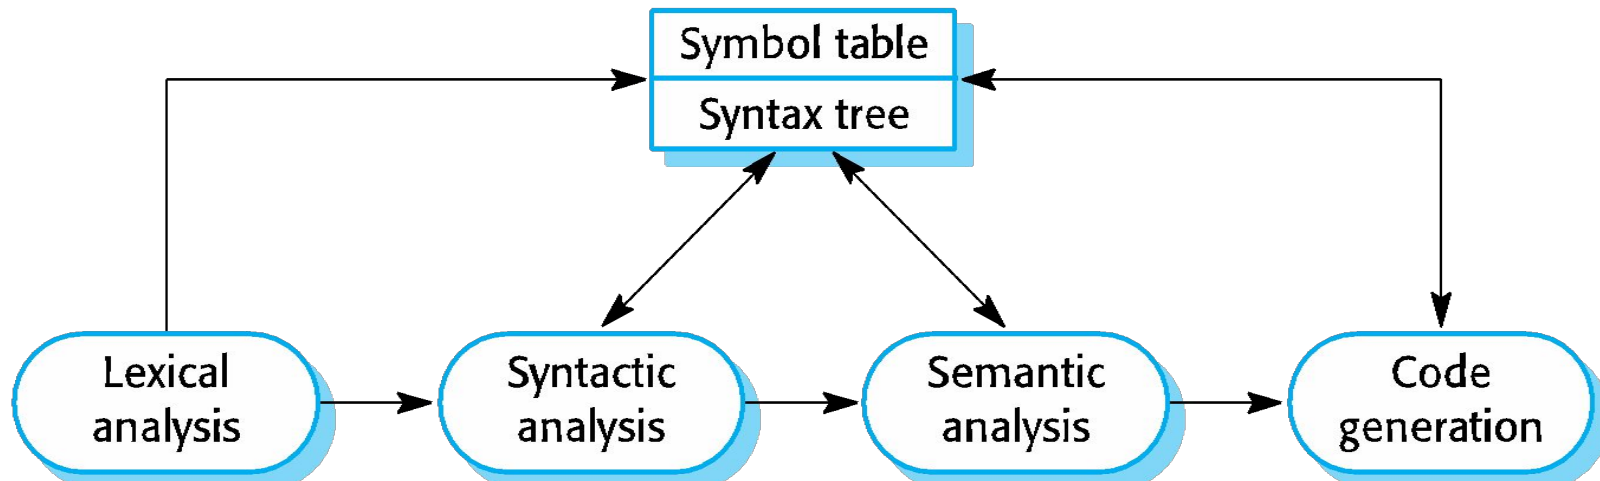 Symbol table
Syntax tree
Lexical
analysis
Syntactic
analysis
Semantic
analysis
Code
generation